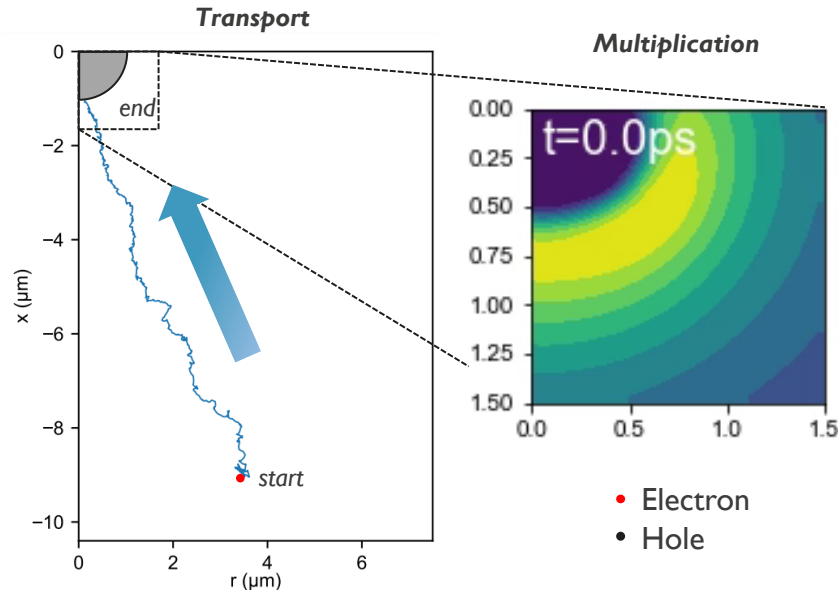 Transport
0
−2
−4
−6
−8
−10
x (μm)
end
start
0
2
4
6
r (μm)
Multiplication
t=0.0ps
0.00
0.25
0.50
0.75
1.00
1.25
1.50
0.0
0.5
1.0
1.5
Electron
Hole